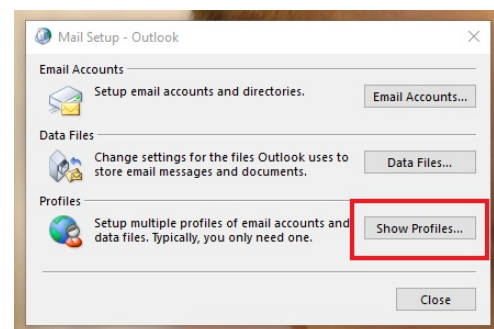 Mail Setup - Outlook
Email Accounts
Setup email accounts and directories.
Email Accounts...
Data Files
Change settings for the files Outlook uses to
store email messages and documents.
Data Files...
Profiles
Setup multiple profiles of email accounts and
data files. Typically, you only need one.
Show Profiles...
Close